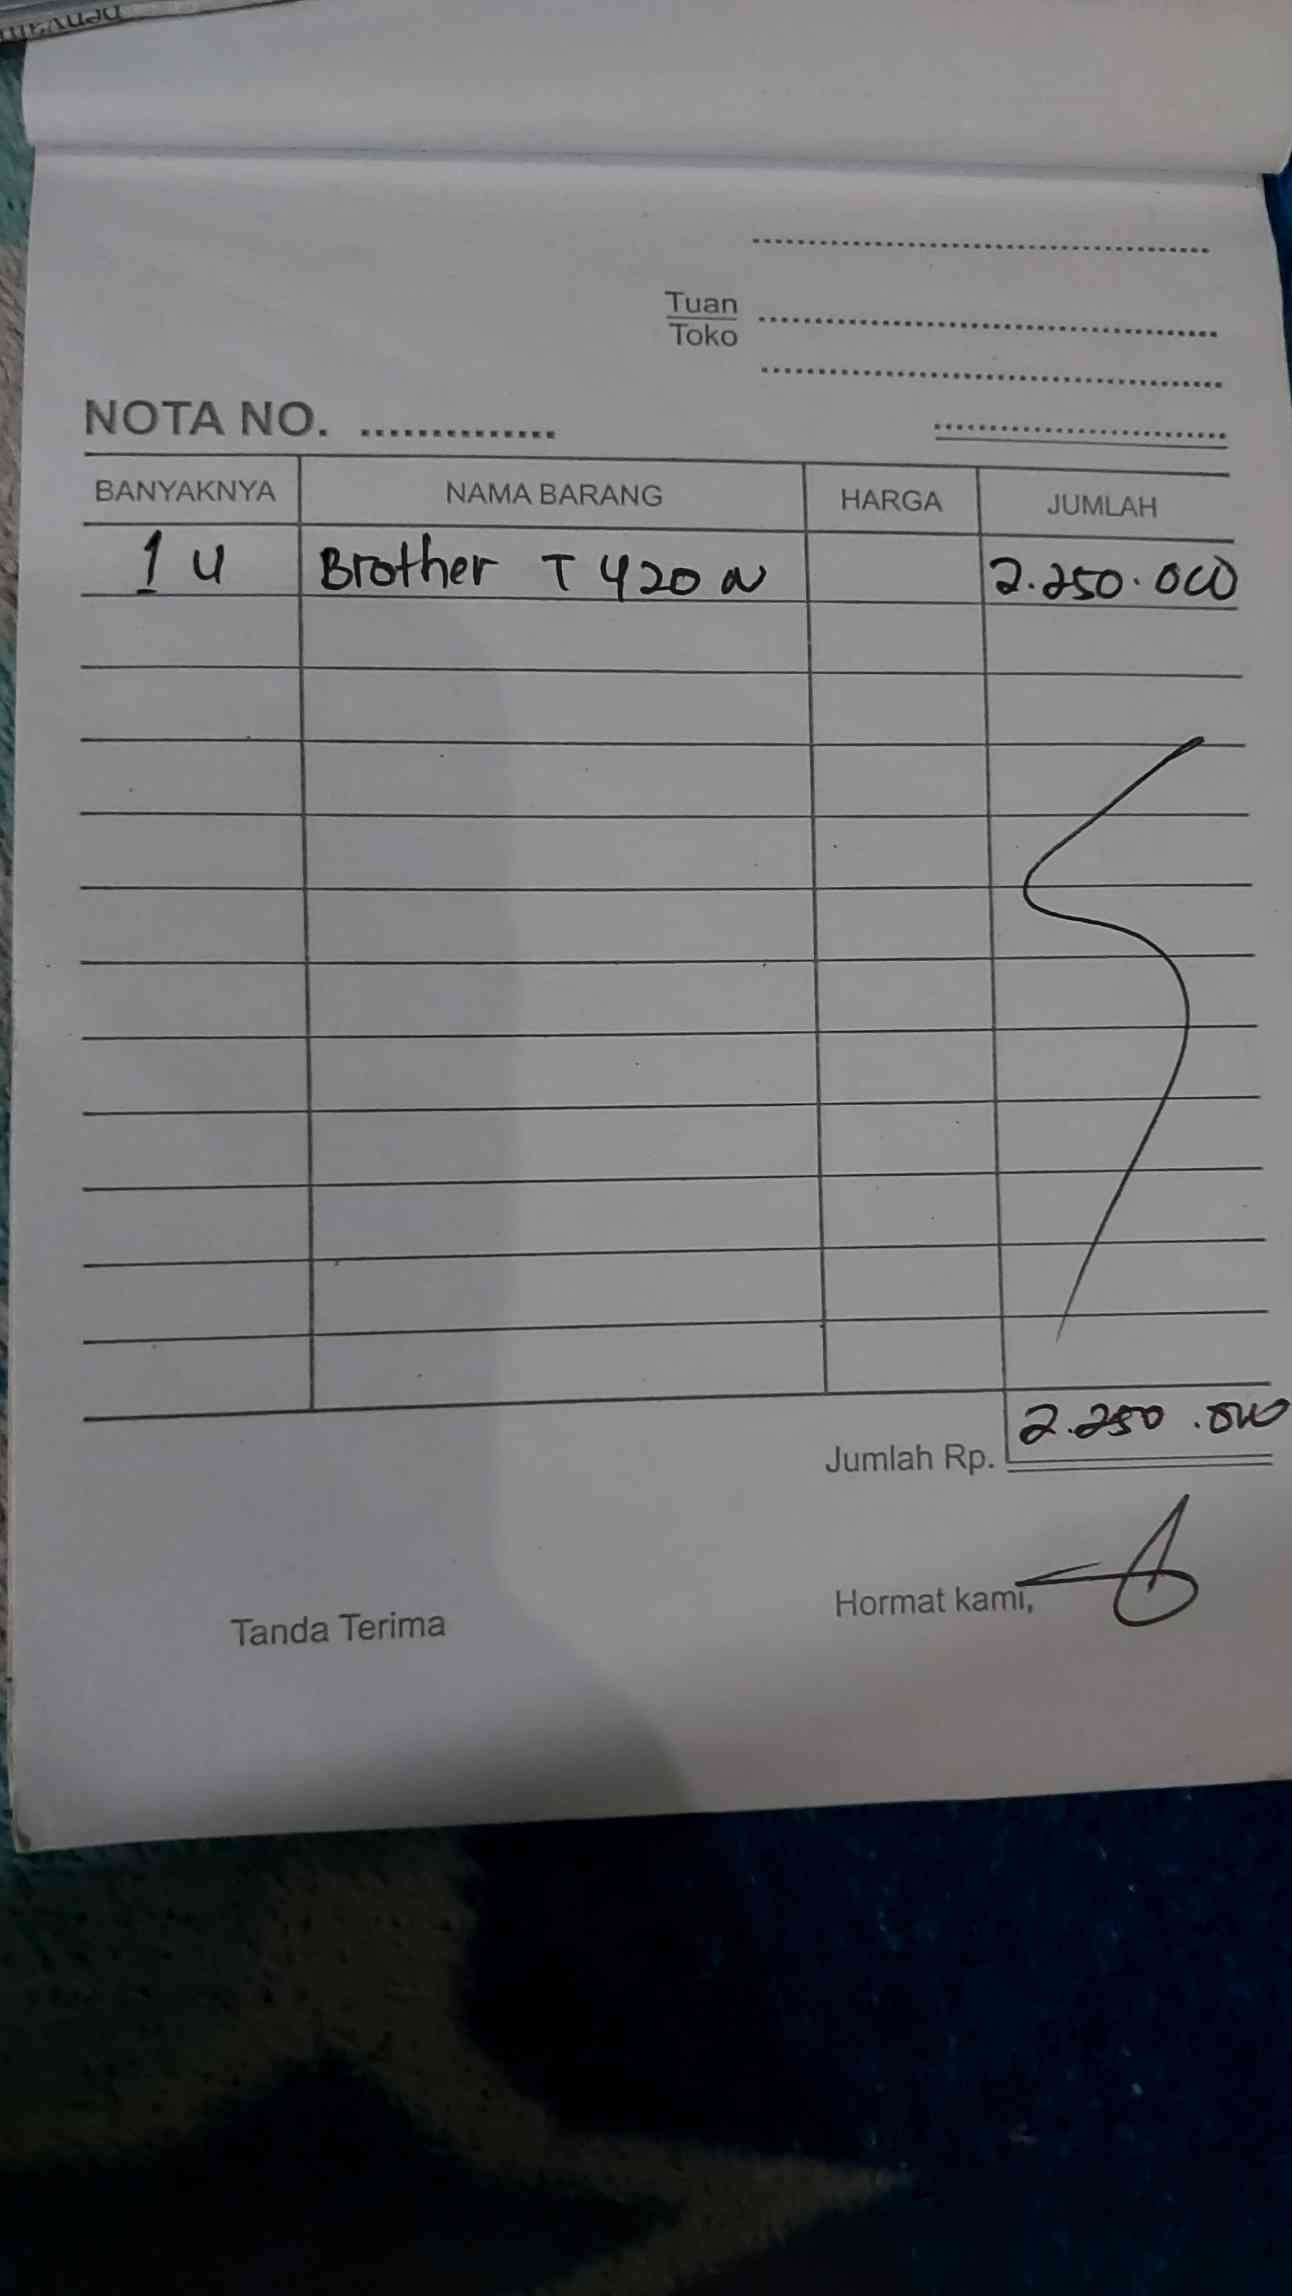 Tuan
Toko
NOTA NO. ..............
BANYAKNYA NAMA BARANG HARGA JUMLAH
1 u Brother T 420 W 2.250.000
Jumlah Rp. 2.250.000
Hormat kami,
Tanda Terima